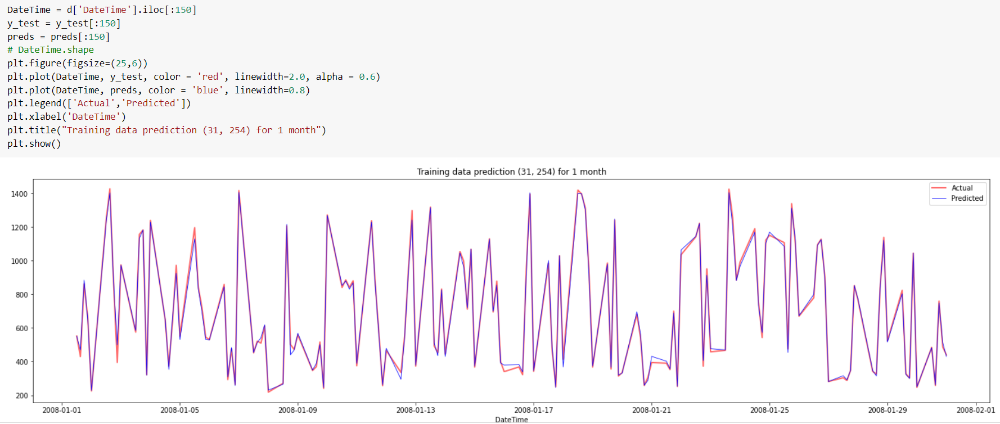 DateTime = d['DateTime'].iloc[:150]
y_test = y_test[:150]
preds = preds[:150]
# DateTime.shape
plt.figure(figsize=(25,6))
plt.plot(DateTime, y_test, color = 'red', linewidth=2.0, alpha = 0.6)
plt.plot(DateTime, preds, color = 'blue', linewidth=0.8)
plt.legend(['Actual','Predicted'])
plt.xlabel('DateTime')
plt.title("Training data prediction (31, 254) for 1 month")
plt.show()
Training data prediction (31, 254) for 1 month
Actual
Predicted
1400
1200
1000
800
600
400
200
2008-01-01 2008-01-05 2008-01-09 2008-01-13 2008-01-17 2008-01-21 2008-01-25 2008-01-29 2008-02-01
DateTime